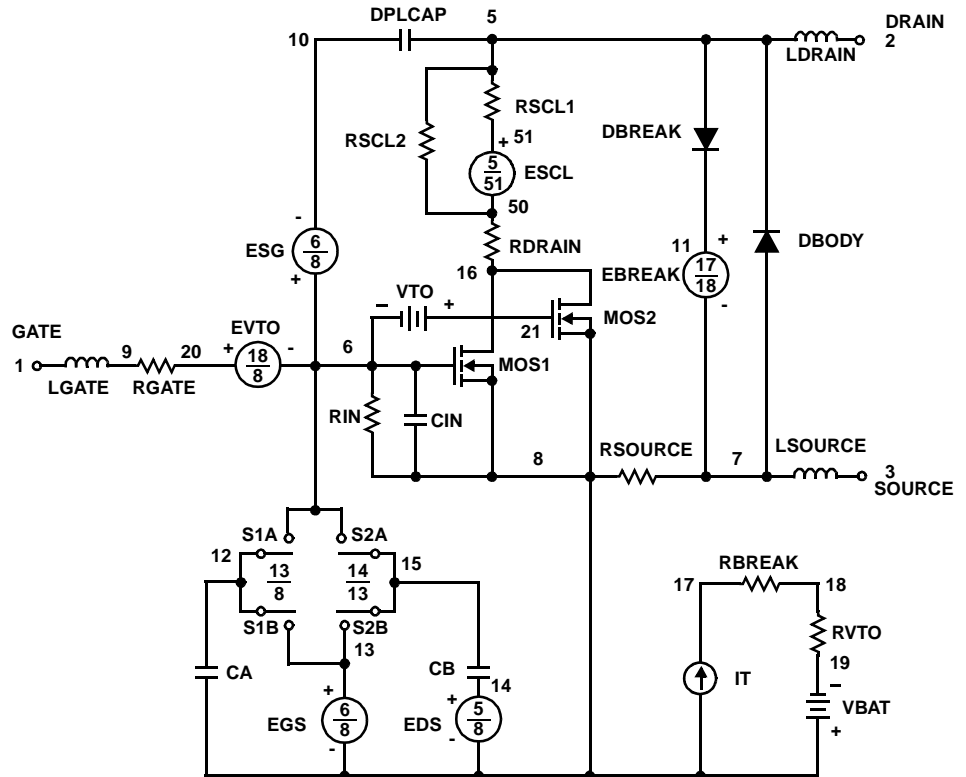 DPLCAP
5
DRAIN
2
10
LDRAIN
RSCL1
RSCL2
DBREAK
+
51
5
51
ESCL
50
-
ESG
6
8
+
RDRAIN
11
+
EBREAK
17
18
-
DBODY
16
VTO
-
+
21
MOS2
GATE
1
LGATE
9
RGATE
20
EVTO
+
18
8
-
6
MOS1
RIN
CIN
8
RSOURCE
7
LSOURCE
3
SOURCE
S1A
S2A
12
13
8
14
13
15
S1B
S2B
13
CA
CB
14
+
EGS
6
8
-
+
EDS
5
8
-
RBREAK
17
18
RVTO
19
IT
-
VBAT
+